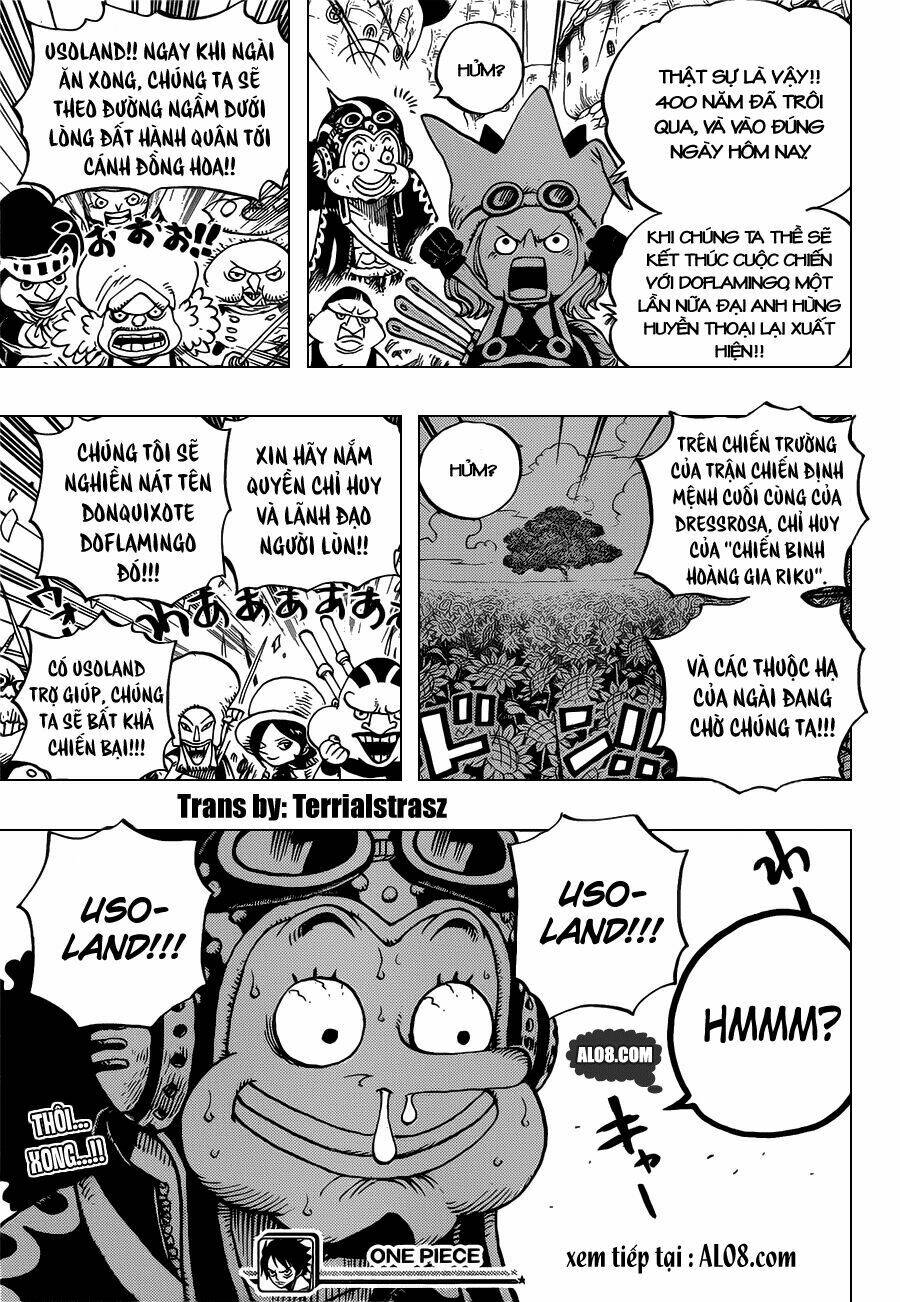 THẬT SỰ LÀ VẬY!!
400 NĂM ĐÃ TRÔI
QUA, VÀ VÀO ĐÚNG
NGÀY HÔM NAY.
KHI CHÚNG TA THỀ SẼ
KẾT THÚC CUỘC CHIẾN
VỚI DOFLAMINGO, MỘT
LẦN NỮA ĐẠI ANH HÙNG
HUYỀN THOẠI LẠI XUẤT
HIỆN!!
HỬM?
USOLAND!! NGAY KHI NGÀI
ĂN XONG, CHÚNG TA SẼ
THEO ĐƯỜNG NGẦM DƯỚI
LÒNG ĐẤT HÀNH QUÂN TỚI
CÁNH ĐỒNG HOA!!
おおお!!
TRÊN CHIẾN TRƯỜNG
CỦA TRẬN CHIẾN ĐỊNH
MỆNH CUỐI CÙNG CỦA
DRESSROSA, CHỈ HUY
CỦA "CHIẾN BINH
HOÀNG GIA RIKU".
VÀ CÁC THUỘC HẠ
CỦA NGÀI ĐANG
CHỜ CHÚNG TA!!!
HỬM?
ドドン
XIN HÃY NẮM
QUYỀN CHỈ HUY
VÀ LÃNH ĐẠO
NGƯỜI LÙN!!
CHÚNG TÔI SẼ
NGHIỀN NÁT TÊN
DONQUIXOTE
DOFLAMINGO
ĐÓ!!!
わああああああ
CÓ USOLAND
TRỢ GIÚP, CHÚNG
TA SẼ BẤT KHẢ
CHIẾN BẠI!!!
Trans by: Terrialstrasz
USO-
LAND!!!
USO-
LAND!!!
HMMM?
AL08.COM
キャー
THÔI...
XONG...!!
ONE PIECE
xem tiếp tại : AL08.com